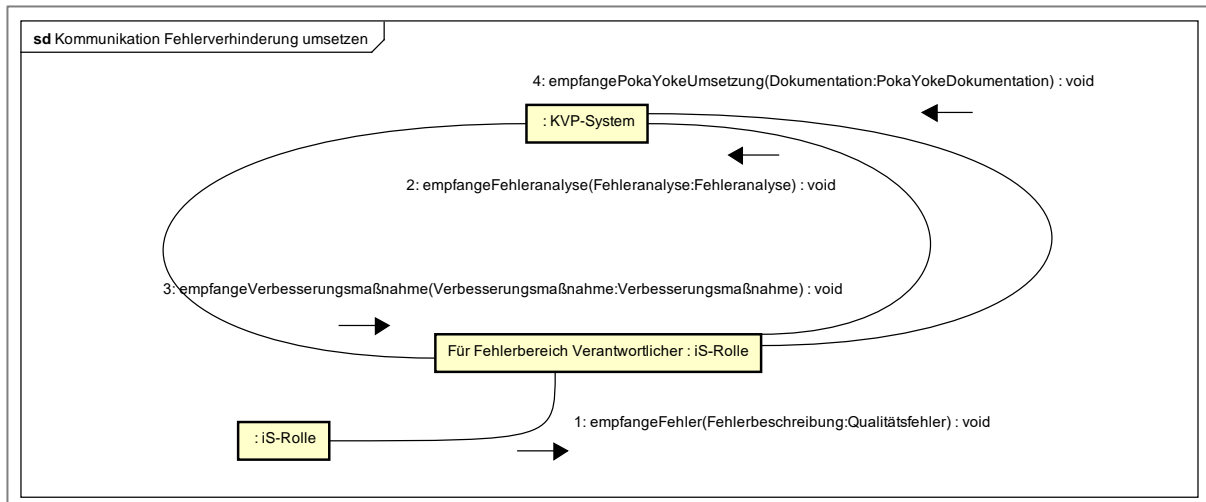 sd Kommunikation Fehlerverhinderung umsetzen
4: empfangePokaYokeUmsetzung(Dokumentation:PokaYokeDokumentation) : void
: KVP-System
2: empfangeFehleranalyse(Fehleranalyse:Fehleranalyse) : void
3: empfangeVerbesserungsmaßnahme(Verbesserungsmaßnahme:Verbesserungsmaßnahme) : void
Für Fehlerbereich Verantwortlicher : iS-Rolle
1: empfangeFehler(Fehlerbeschreibung:Qualitätsfehler) : void
: iS-Rolle